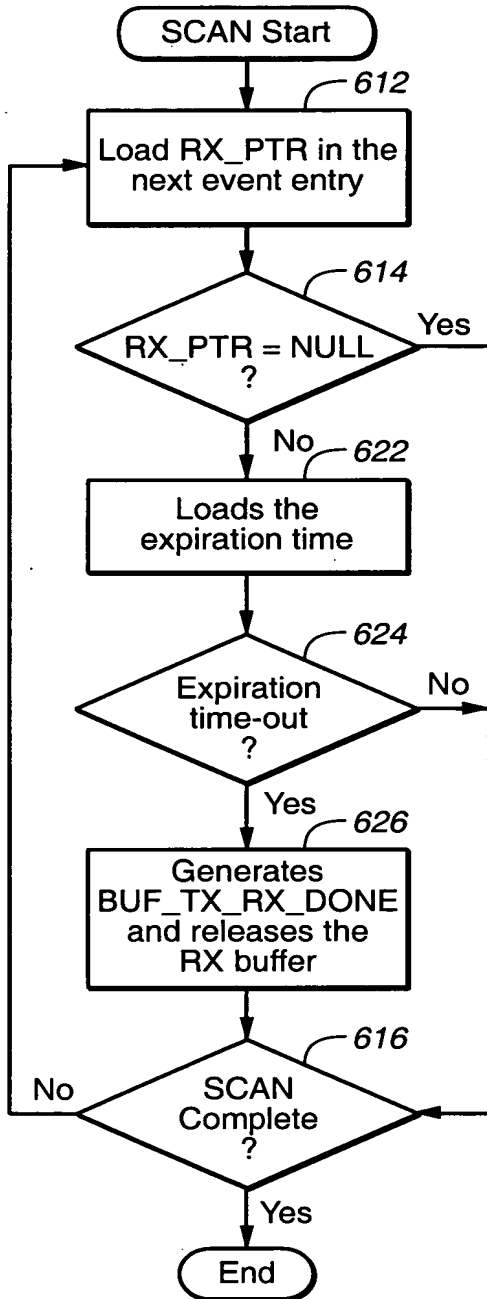 SCAN Start
612
Load RX_PTR in the
next event entry
614
RX_PTR = NULL
?
Yes
No
622
Loads the
expiration time
624
Expiration
time-out
?
No
Yes
626
Generates
BUF_TX_RX_DONE
and releases the
RX buffer
616
No
SCAN
Complete
?
Yes
End